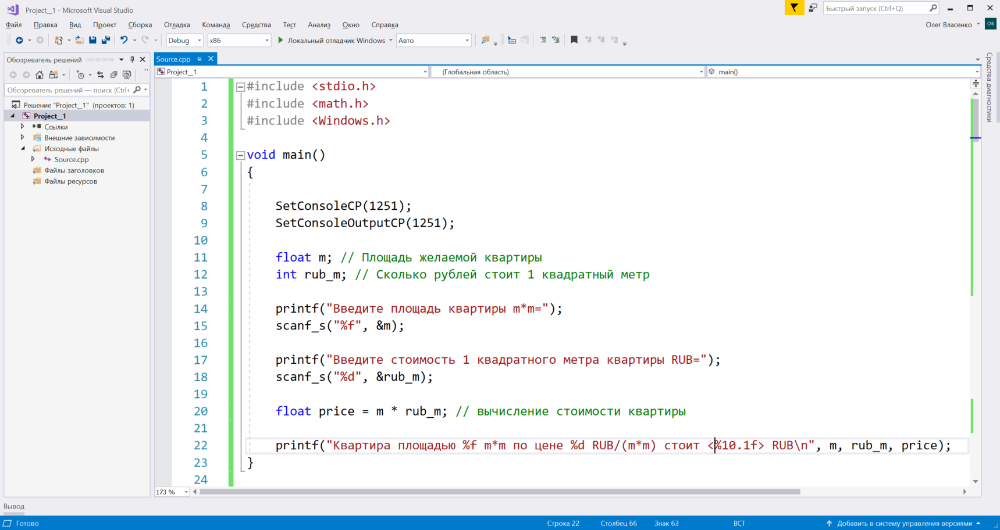 Project__1 - Microsoft Visual Studio
Быстрый запуск (Ctrl+Q)
Файл Правка Вид Проект Сборка Отладка Команда Средства Тест Анализ Окно Справка
Олег Власенко ОВ
Debug x86 Локальный отладчик Windows Авто
Обозреватель решений
Source.cpp
Project__1 (Глобальная область) main()
Обозреватель решений — поиск (Ctrl+
Решение "Project__1" (проектов: 1)
Project__1
Ссылки
Внешние зависимости
Исходные файлы
Source.cpp
Файлы заголовков
Файлы ресурсов
1 #include <stdio.h>
2 #include <math.h>
3 #include <Windows.h>
4
5 void main()
6 {
7
8 SetConsoleCP(1251);
9 SetConsoleOutputCP(1251);
10
11 float m; // Площадь желаемой квартиры
12 int rub_m; // Сколько рублей стоит 1 квадратный метр
13
14 printf("Введите площадь квартиры m*m=");
15 scanf_s("%f", &m);
16
17 printf("Введите стоимость 1 квадратного метра квартиры RUB=");
18 scanf_s("%d", &rub_m);
19
20 float price = m * rub_m; // вычисление стоимости квартиры
21
22 printf("Квартира площадью %f m*m по цене %d RUB/(m*m) стоит <%10.1f> RUB\n", m, rub_m, price);
23 }
24
173 %
Средства диагностики
Вывод
Готово
Строка 22 Столбец 66 Знак 63 ВСТ Добавить в систему управления версиями